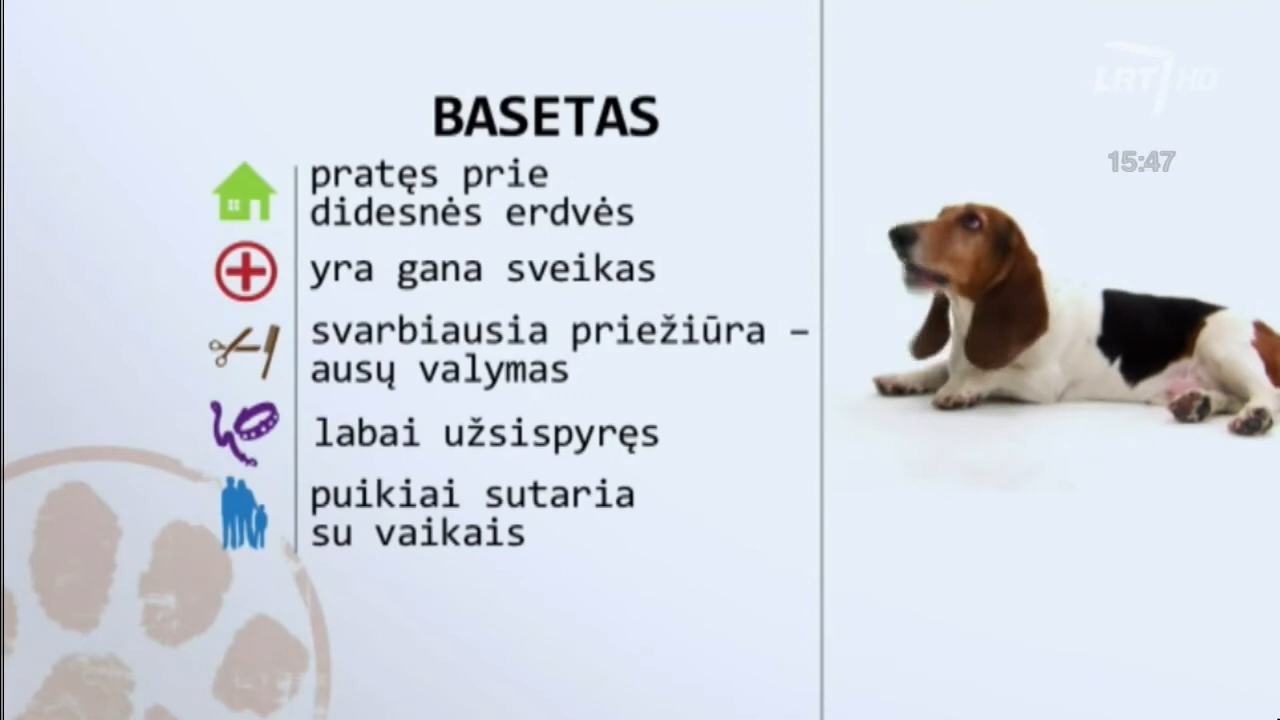 LRT HD
15:47
BASETAS
pratęs prie
didesnės erdvės
yra gana sveikas
svarbiausia priežiūra –
ausų valymas
labai užsispyręs
puikiai sutaria
su vaikais